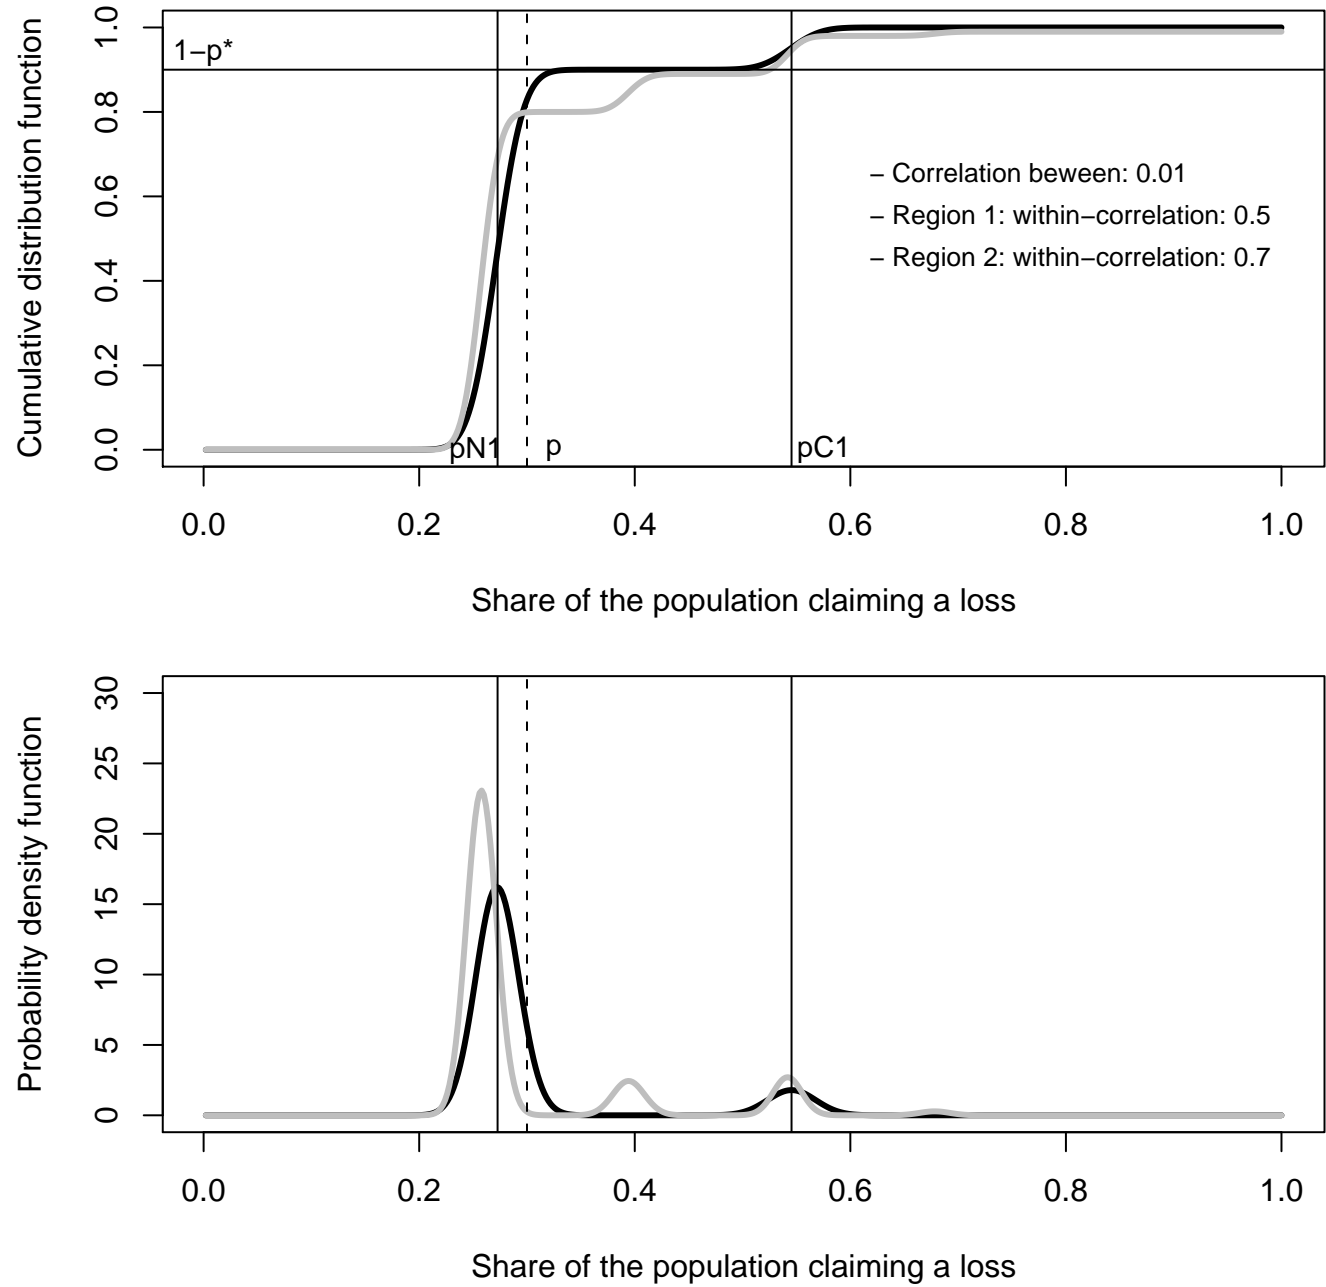 Cumulative distribution function
0.0 0.2 0.4 0.6 0.8 1.0
1−p*
− Correlation beween: 0.01
− Region 1: within−correlation: 0.5
− Region 2: within−correlation: 0.7
pN1 p pC1
0.0 0.2 0.4 0.6 0.8 1.0
Share of the population claiming a loss
Probability density function
0 5 10 15 20 25 30
0.0 0.2 0.4 0.6 0.8 1.0
Share of the population claiming a loss